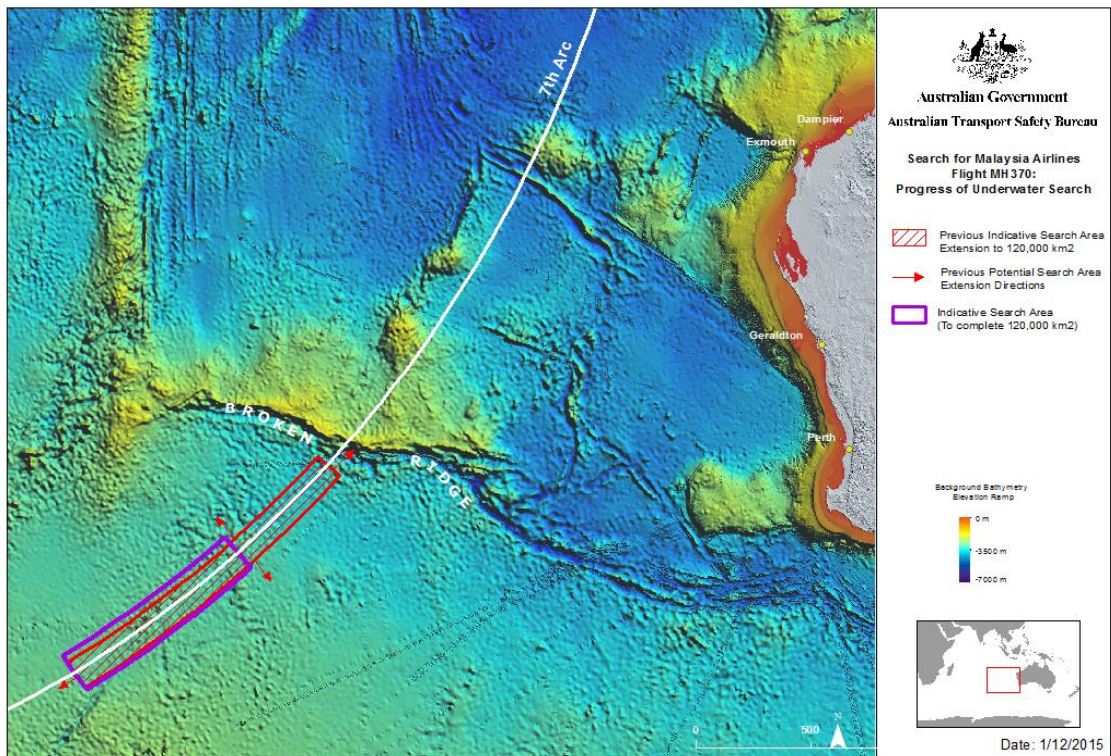 7th Arc
Dampier
Exmouth
Geraldton
Perth
BROKEN
RIDGE
0
500
N
Australian Government
Australian Transport Safety Bureau
Search for Malaysia Airlines
Flight MH370:
Progress of Underwater Search
Previous Indicative Search Area
Extension to 120,000 km2
Previous Potential Search Area
Extension Directions
Indicative Search Area
(To complete 120,000 km2)
Background Bathymetry
Elevation Ramp
0 m
-3500 m
-7000 m
Date: 1/12/2015